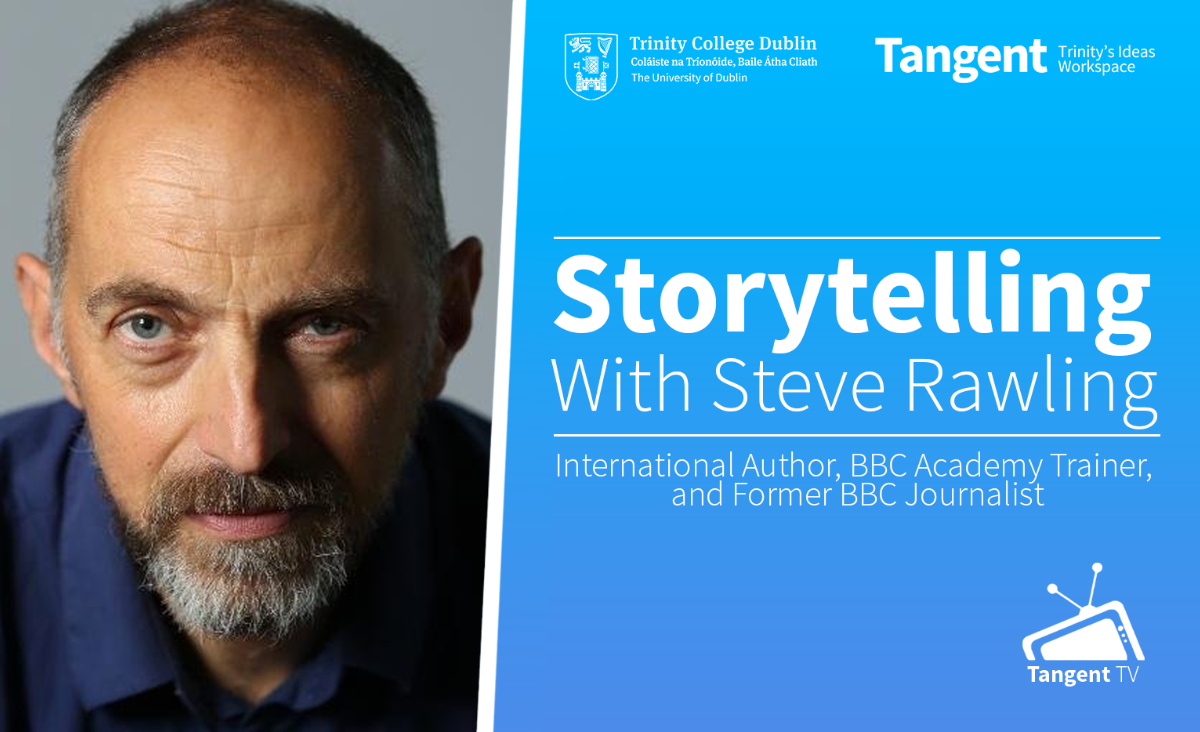 Trinity College Dublin
Coláiste na Tríonóide, Baile Átha Cliath
The University of Dublin
Tangent
Trinity's Ideas
Workspace
Storytelling
With Steve Rawling
International Author, BBC Academy Trainer,
and Former BBC Journalist
Tangent TV